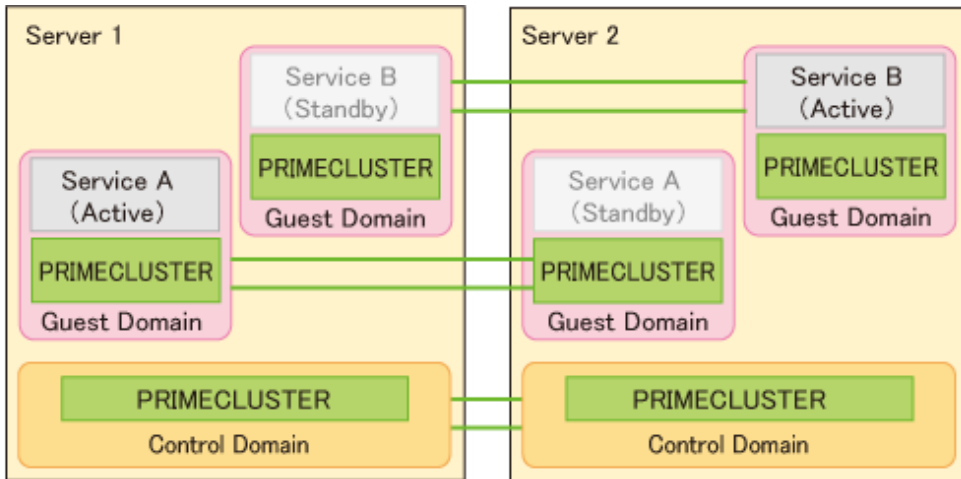 Server 1
Service B
(Standby)
PRIMECLUSTER
Guest Domain
Service A
(Active)
PRIMECLUSTER
Guest Domain
PRIMECLUSTER
Control Domain
Server 2
Service B
(Active)
PRIMECLUSTER
Guest Domain
Service A
(Standby)
PRIMECLUSTER
Guest Domain
PRIMECLUSTER
Control Domain